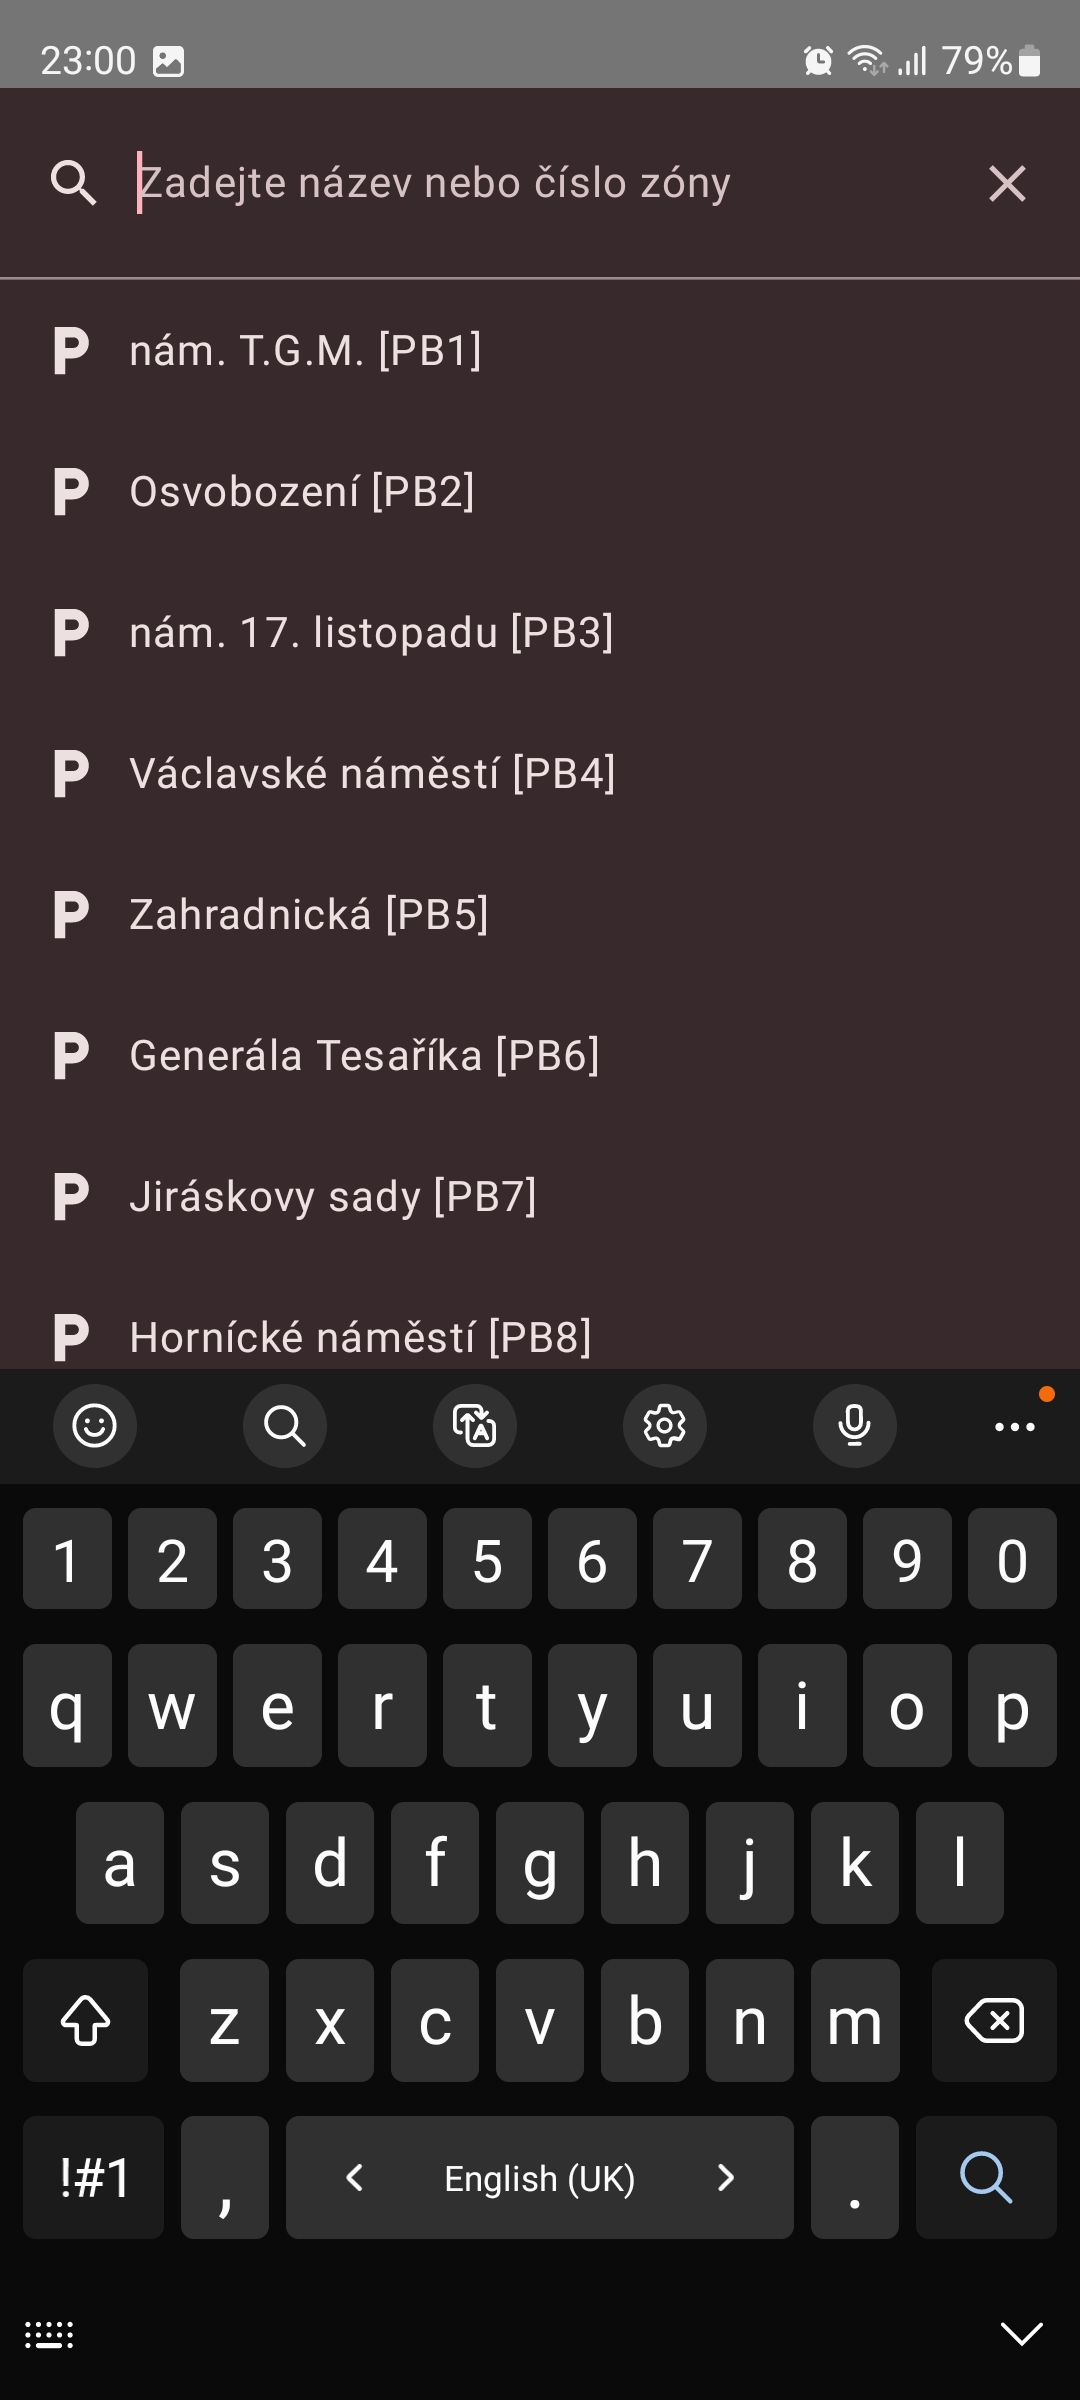 23:00
79%
Zadejte název nebo číslo zóny
P nám. T.G.M. [PB1]
P Osvobození [PB2]
P nám. 17. listopadu [PB3]
P Václavské náměstí [PB4]
P Zahradnická [PB5]
P Generála Tesaříka [PB6]
P Jiráskovy sady [PB7]
P Hornícké náměstí [PB8]
1 2 3 4 5 6 7 8 9 0
q w e r t y u i o p
a s d f g h j k l
z x c v b n m
!#1 , English (UK) .